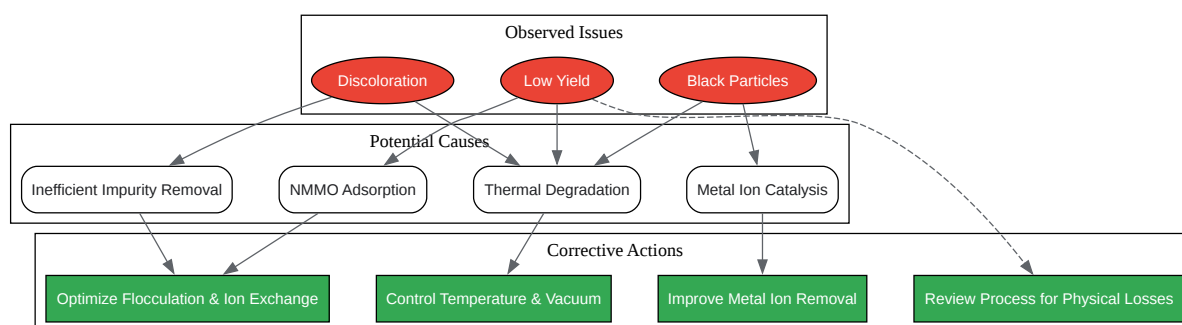 Observed Issues
Discoloration
Low Yield
Black Particles
Potential Causes
Inefficient Impurity Removal
NMMO Adsorption
Thermal Degradation
Metal Ion Catalysis
Corrective Actions
Optimize Flocculation & Ion Exchange
Control Temperature & Vacuum
Improve Metal Ion Removal
Review Process for Physical Losses